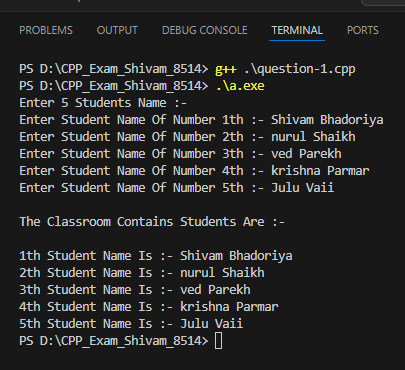 PROBLEMS OUTPUT DEBUG CONSOLE TERMINAL PORTS
PS D:\CPP_Exam_Shivam_8514> g++ .\question-1.cpp
PS D:\CPP_Exam_Shivam_8514> .\a.exe
Enter 5 Students Name :-
Enter Student Name Of Number 1th :- Shivam Bhadoriya
Enter Student Name Of Number 2th :- nurul Shaikh
Enter Student Name Of Number 3th :- ved Parekh
Enter Student Name Of Number 4th :- krishna Parmar
Enter Student Name Of Number 5th :- Julu Vaii
The Classroom Contains Students Are :-
1th Student Name Is :- Shivam Bhadoriya
2th Student Name Is :- nurul Shaikh
3th Student Name Is :- ved Parekh
4th Student Name Is :- krishna Parmar
5th Student Name Is :- Julu Vaii
PS D:\CPP_Exam_Shivam_8514>